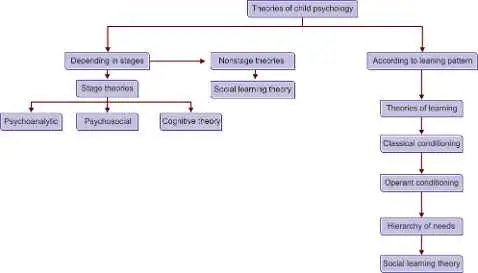 Theories of child psychology
Depending in stages
Nonstage theories
According to leaning pattern
Stage theories
Social learning theory
Theories of learning
Psychoanalytic
Psychosocial
Cognitive theory
Classical conditioning
Operant conditioning
Hierarchy of needs
Social learning theory